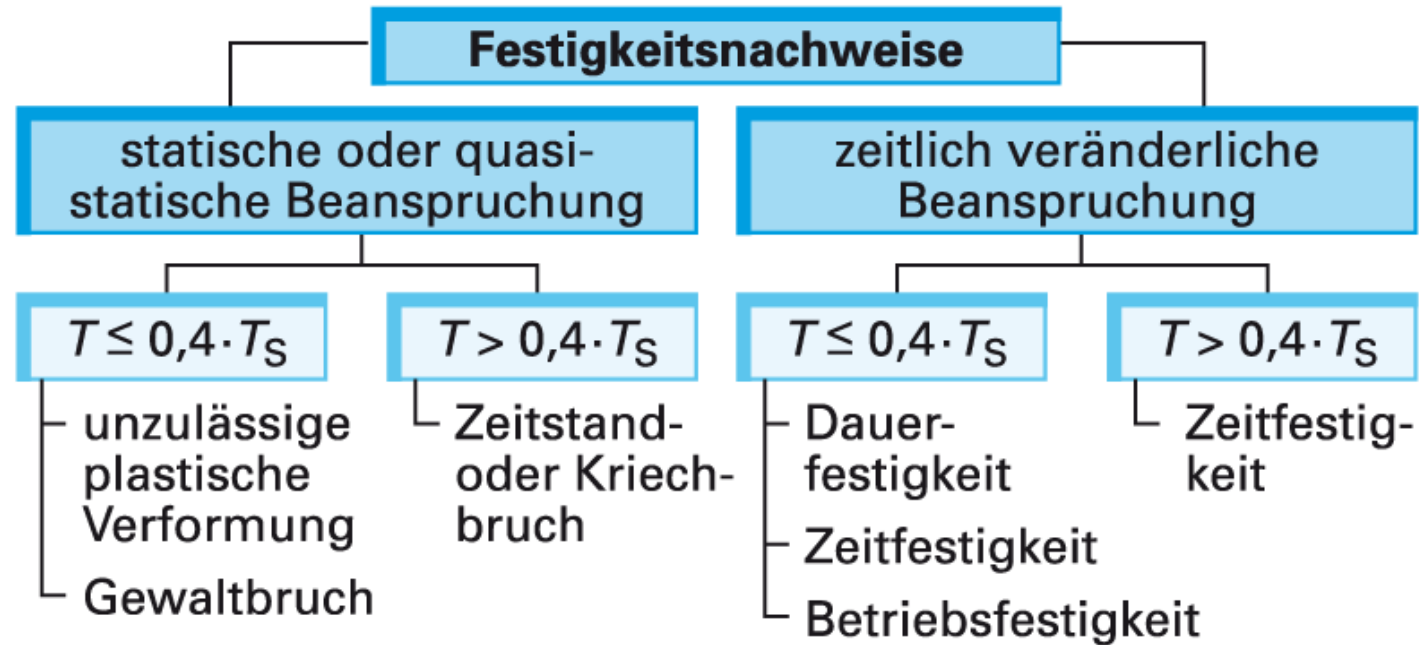 Festigkeitsnachweise
statische oder quasi-
statische Beanspruchung
zeitlich veränderliche
Beanspruchung
T ≤ 0,4·TS
T > 0,4·TS
T ≤ 0,4·TS
T > 0,4·TS
unzulässige
plastische
Verformung
Gewaltbruch
Zeitstand-
oder Kriech-
bruch
Dauer-
festigkeit
Zeitfestigkeit
Betriebsfestigkeit
Zeitfestig-
keit